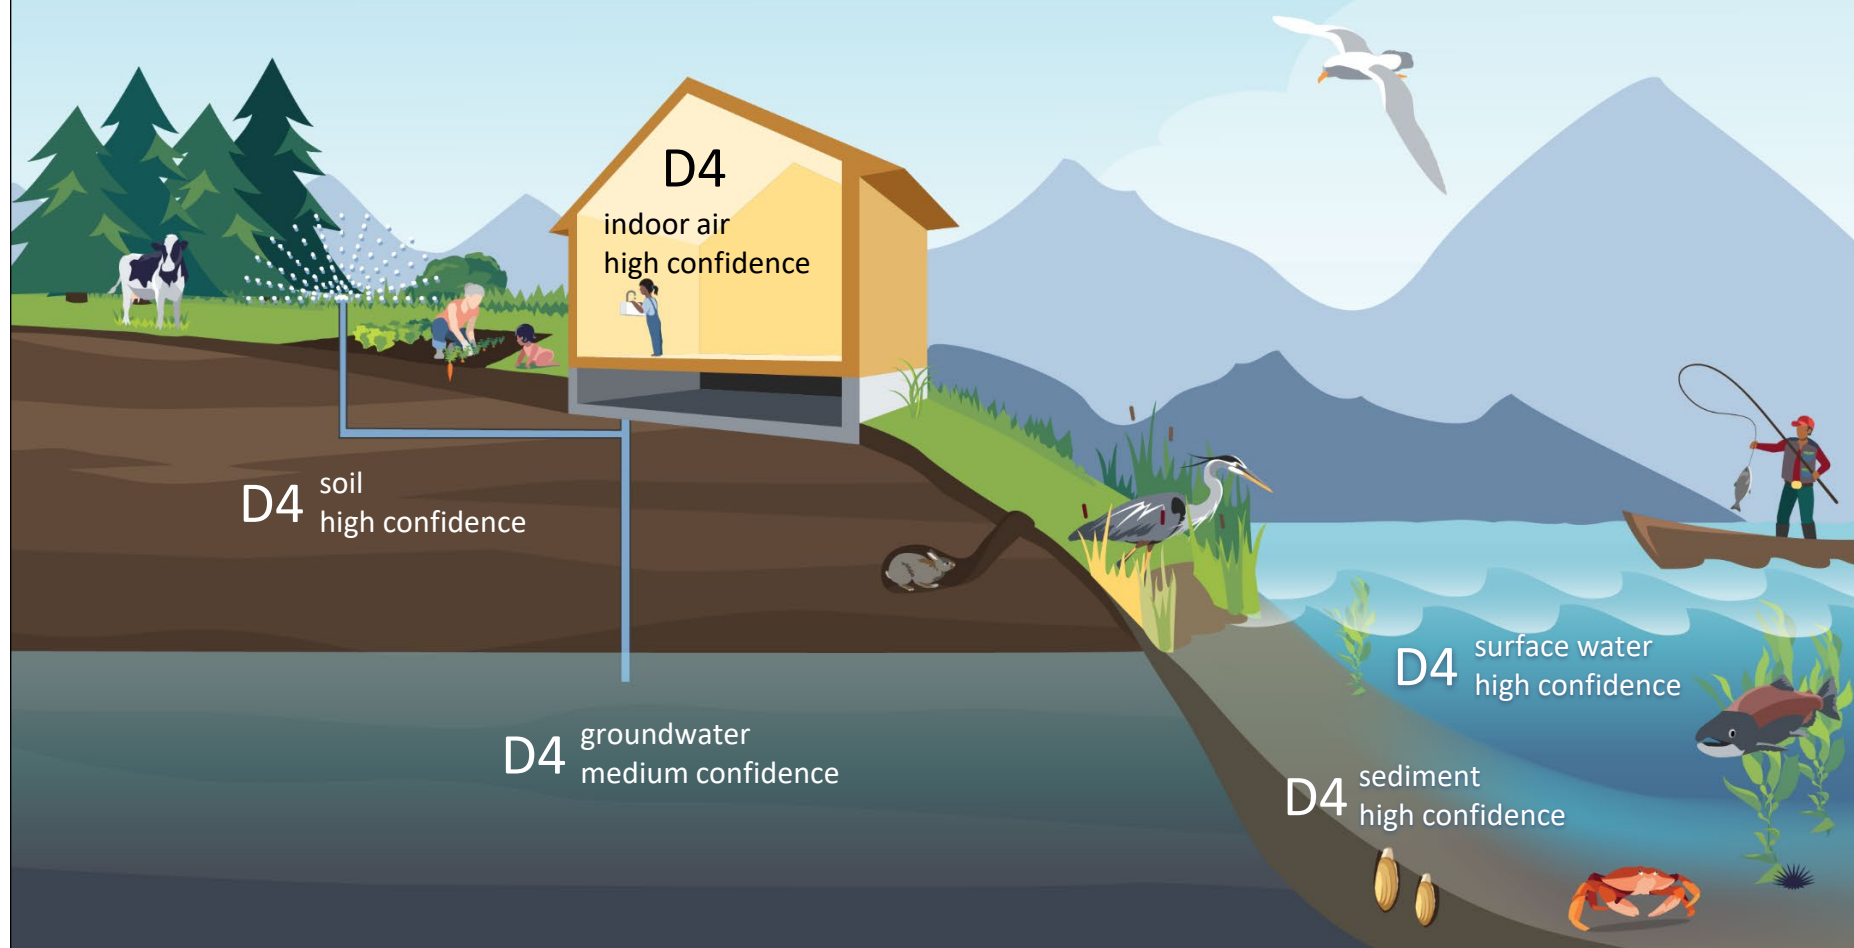 D4
indoor air
high confidence
D4
soil
high confidence
D4
surface water
high confidence
D4
groundwater
medium confidence
D4
sediment
high confidence